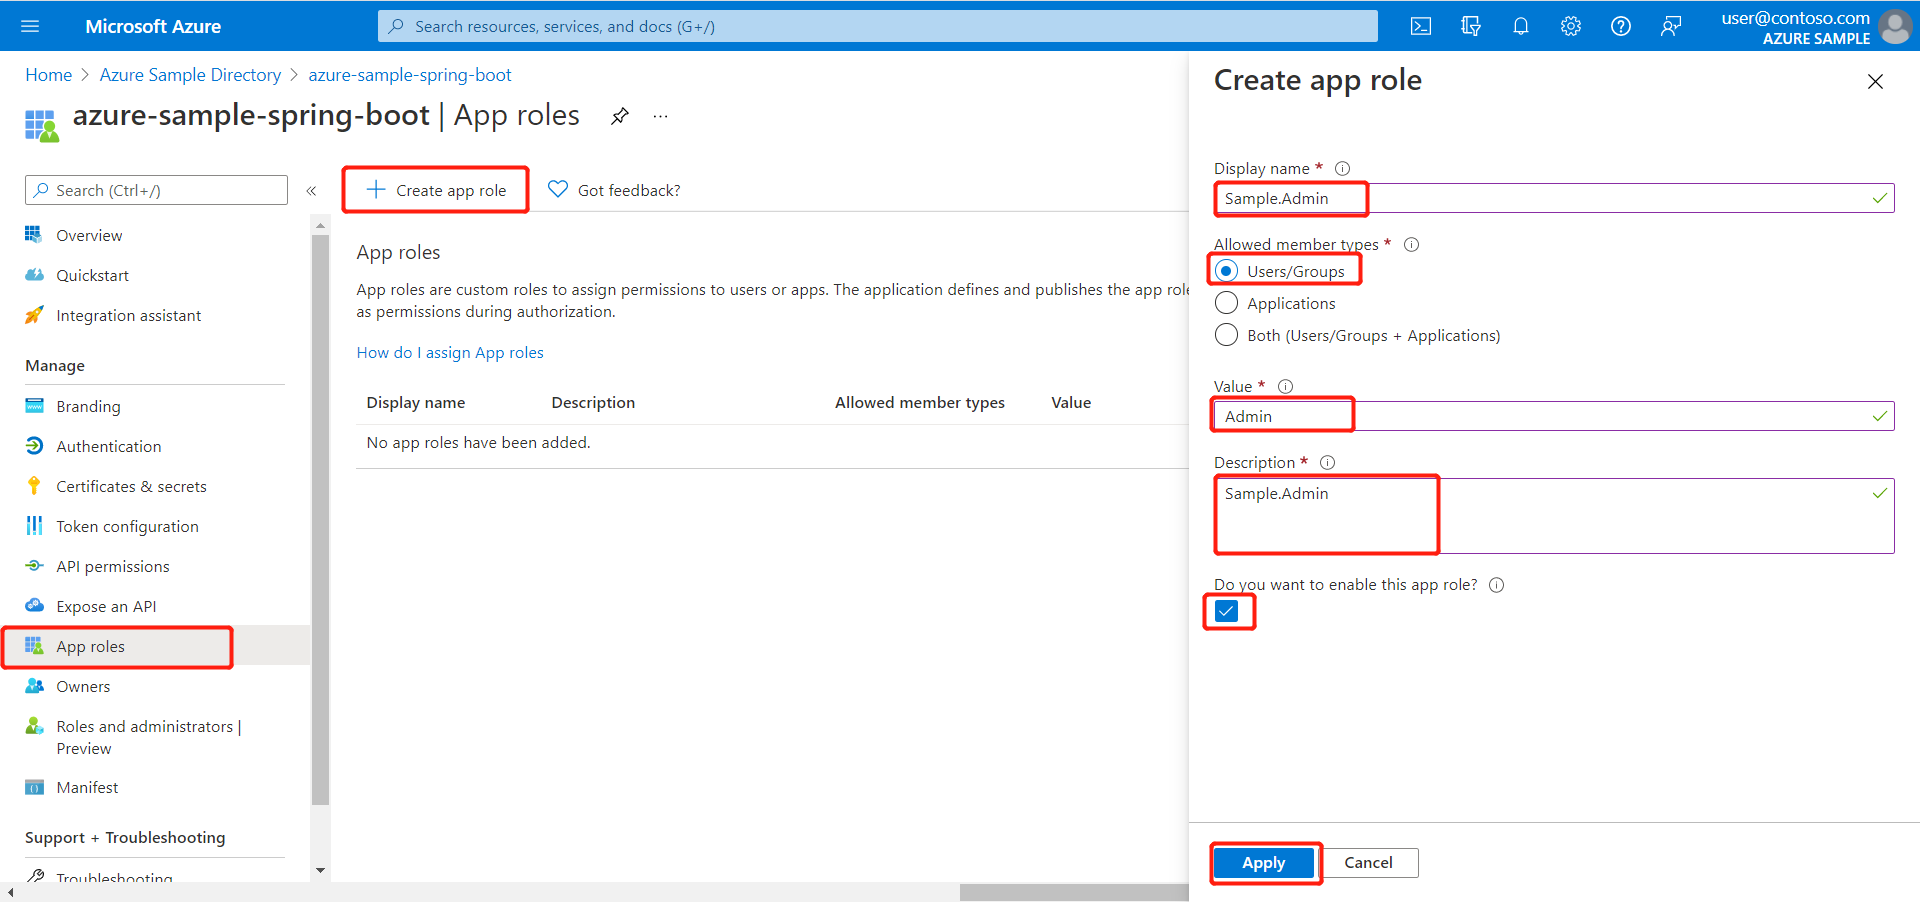 Microsoft Azure
Search resources, services, and docs (G+/)
user@contoso.com
AZURE SAMPLE
Home > Azure Sample Directory > azure-sample-spring-boot
azure-sample-spring-boot | App roles
Search (Ctrl+/)
Overview
Quickstart
Integration assistant
Manage
Branding
Authentication
Certificates & secrets
Token configuration
API permissions
Expose an API
App roles
Owners
Roles and administrators |
Preview
Manifest
Support + Troubleshooting
Troubleshooting
Create app role
Got feedback?
App roles
App roles are custom roles to assign permissions to users or apps. The application defines and publishes the app role
as permissions during authorization.
How do I assign App roles
Display name Description Allowed member types Value
No app roles have been added.
Create app role
Display name *
Sample.Admin
Allowed member types *
Users/Groups
Applications
Both (Users/Groups + Applications)
Value *
Admin
Description *
Sample.Admin
Do you want to enable this app role?
Apply
Cancel